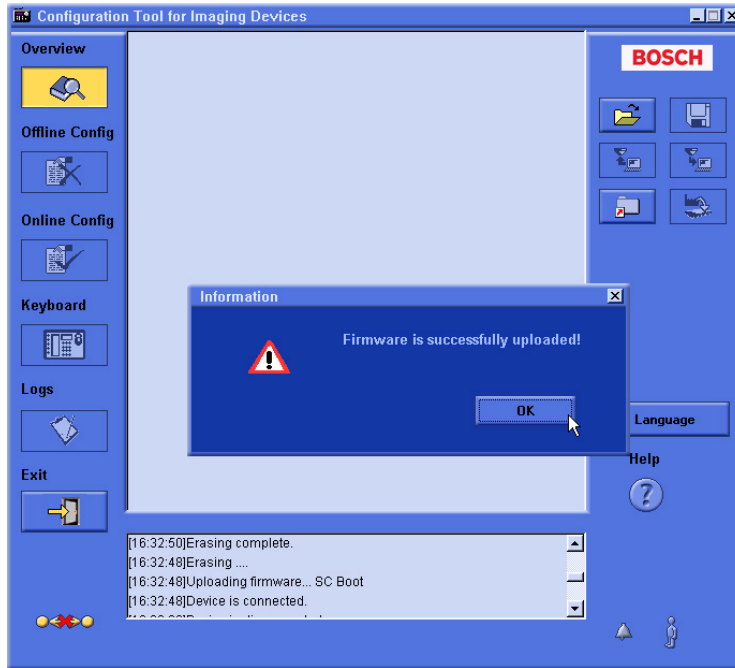 Configuration Tool for Imaging Devices
Overview
BOSCH
Offline Config
Online Config
Keyboard
Information
Firmware is successfully uploaded!
OK
Logs
Language
Exit
Help
?
[16:32:50]Erasing complete.
[16:32:48]Erasing ....
[16:32:48]Uploading firmware... SC Boot
[16:32:48]Device is connected.